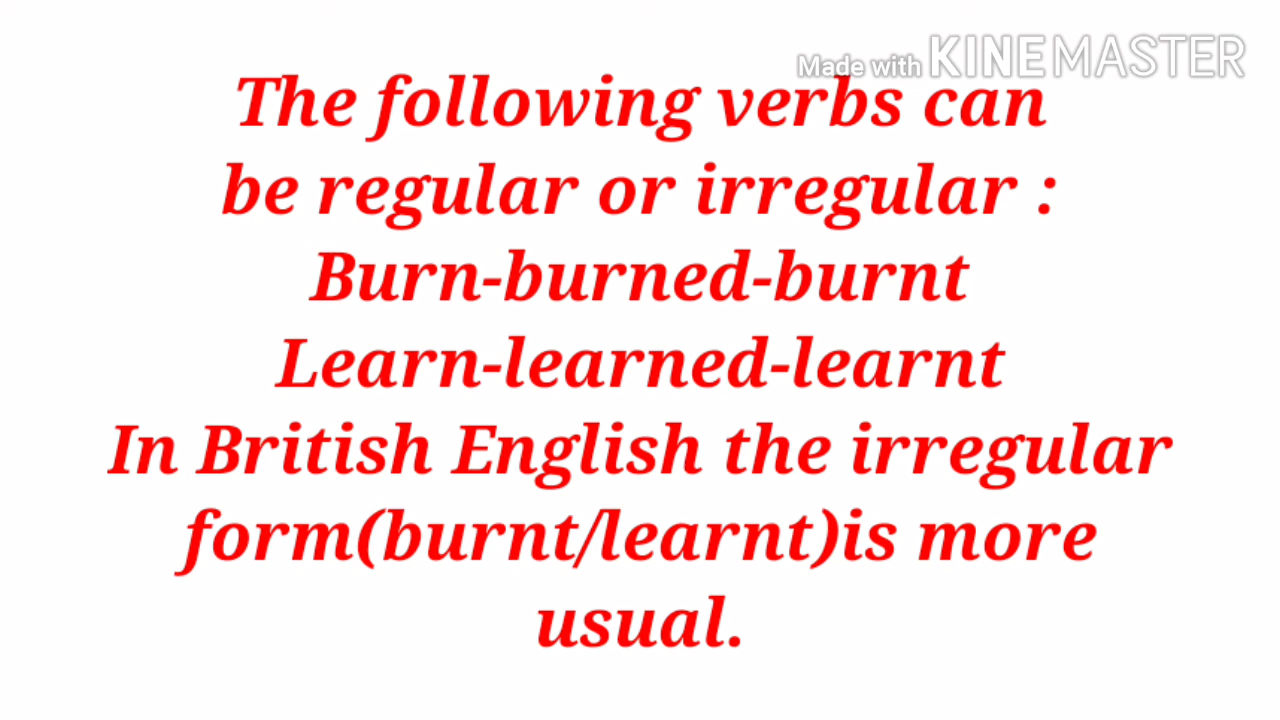 Made with KINEMASTER
The following verbs can
be regular or irregular :
Burn-burned-burnt
Learn-learned-learnt
In British English the irregular
form(burnt/learnt)is more
usual.